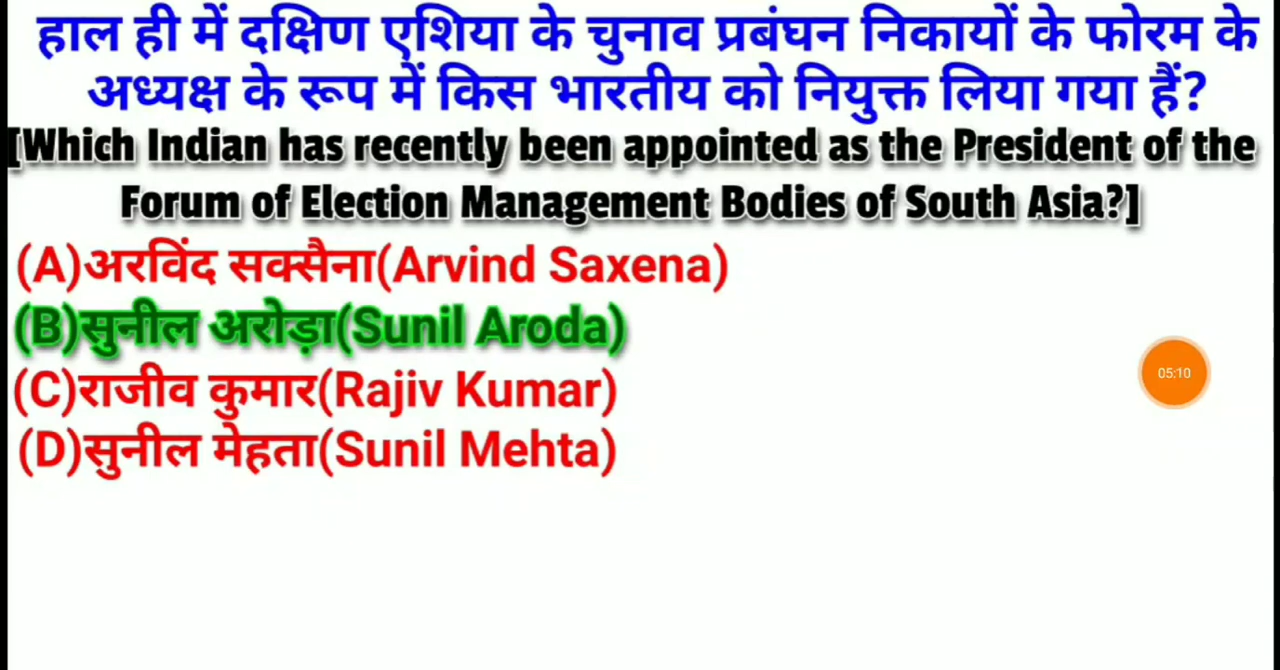 हाल ही में दक्षिण एशिया के चुनाव प्रबंघन निकायों के फोरम के
अध्यक्ष के रूप में किस भारतीय को नियुक्त लिया गया हैं?
[Which Indian has recently been appointed as the President of the
Forum of Election Management Bodies of South Asia?]
(A)अरविंद सक्सैना(Arvind Saxena)
(B)सुनील अरोड़ा(Sunil Aroda)
(C)राजीव कुमार(Rajiv Kumar)
05:10
(D)सुनील मेहता(Sunil Mehta)